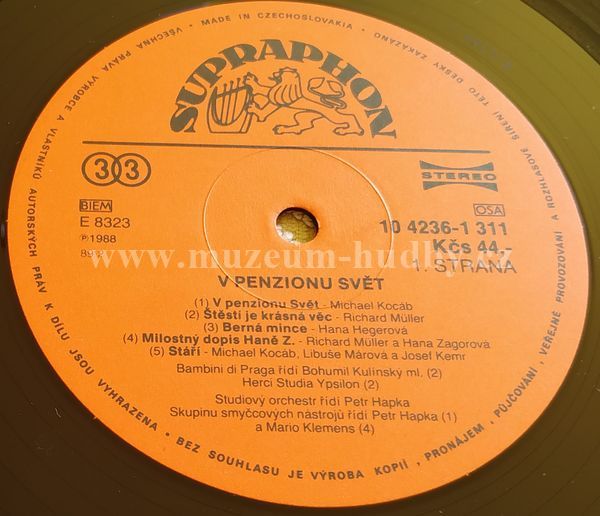 VŠECHNA PRÁVA VÝROBCE A VLASTNÍKŮ AUTORSKÝCH PRÁV K DÍLU JSOU VYHRAZENA • BEZ SOUHLASU JE VÝROBA KOPIÍ, PRONÁJEM, PŮJČOVÁNÍ, VEŘEJNÉ PROVOZOVÁNÍ A ROZHLASOVÉ ŠÍŘENÍ TÉTO DESKY ZAKÁZÁNO • MADE IN CZECHOSLOVAKIA •
SUPRAPHON
33
STEREO
BIEM
OSA
E 8323
10 4236-1 311
℗ 1988
Kčs 44,-
1. STRANA
www.muzeum-hudby.cz
V PENZIONU SVĚT
(1) V penzionu Svět - Michael Kocáb
(2) Štěstí je krásná věc - Richard Müller
(3) Berná mince - Hana Hegerová
(4) Milostný dopis Haně Z. - Richard Müller a Hana Zagorová
(5) Stáří - Michael Kocáb, Libuše Márová a Josef Kemr
Bambini di Praga řídí Bohumil Kulínský ml. (2)
Herci Studia Ypsilon (2)
Studiový orchestr řídí Petr Hapka
Skupinu smyčcových nástrojů řídí Petr Hapka (1)
a Mario Klemens (4)